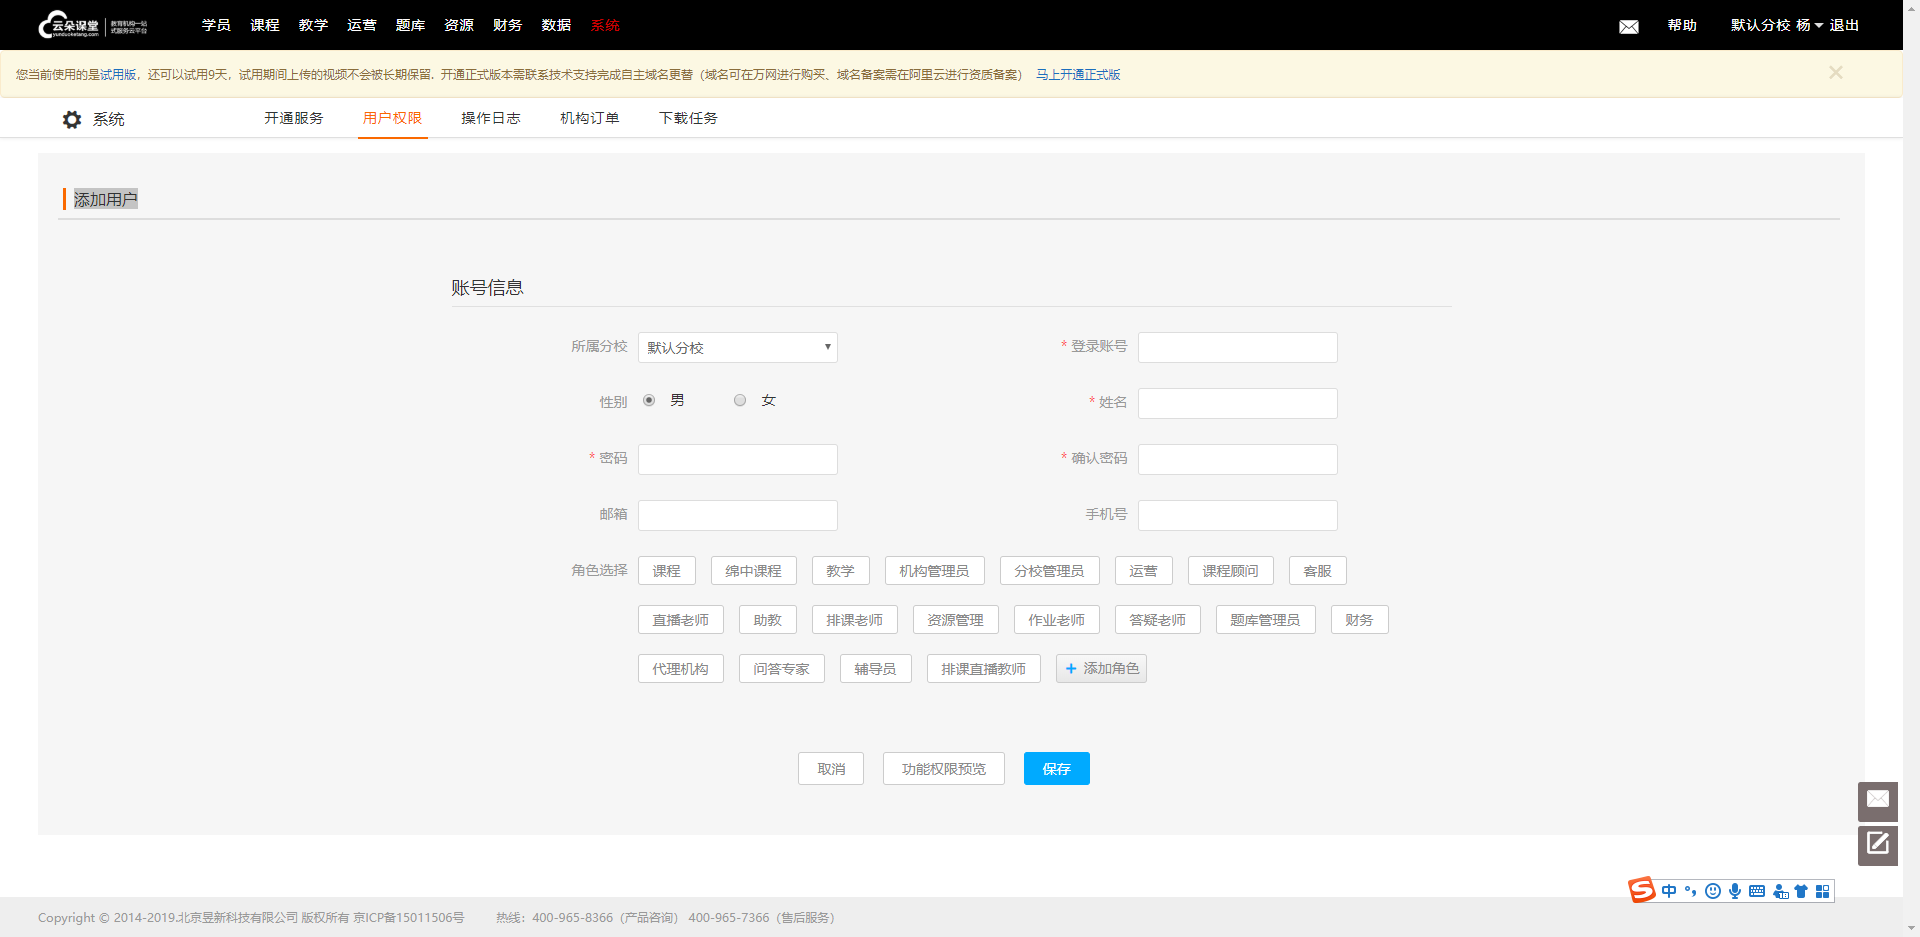 云朵课堂 yunduoketang.com 教育机构一站式服务云平台
学员 课程 教学 运营 题库 资源 财务 数据 系统 帮助 默认分校 杨 退出
您当前使用的是试用版，还可以试用9天，试用期间上传的视频不会被长期保留. 开通正式版本需联系技术支持完成自主域名更替（域名可在万网进行购买、域名备案需在阿里云进行资质备案） 马上开通正式版
系统 开通服务 用户权限 操作日志 机构订单 下载任务
添加用户
账号信息
所属分校 默认分校 * 登录账号
性别 男 女 * 姓名
* 密码 * 确认密码
邮箱 手机号
角色选择 课程 绵中课程 教学 机构管理员 分校管理员 运营 课程顾问 客服
直播老师 助教 排课老师 资源管理 作业老师 答疑老师 题库管理员 财务
代理机构 问答专家 辅导员 排课直播教师 + 添加角色
取消 功能权限预览 保存
S 中
Copyright © 2014-2019.北京昱新科技有限公司 版权所有 京ICP备15011506号 热线：400-965-8366（产品咨询） 400-965-7366（售后服务）